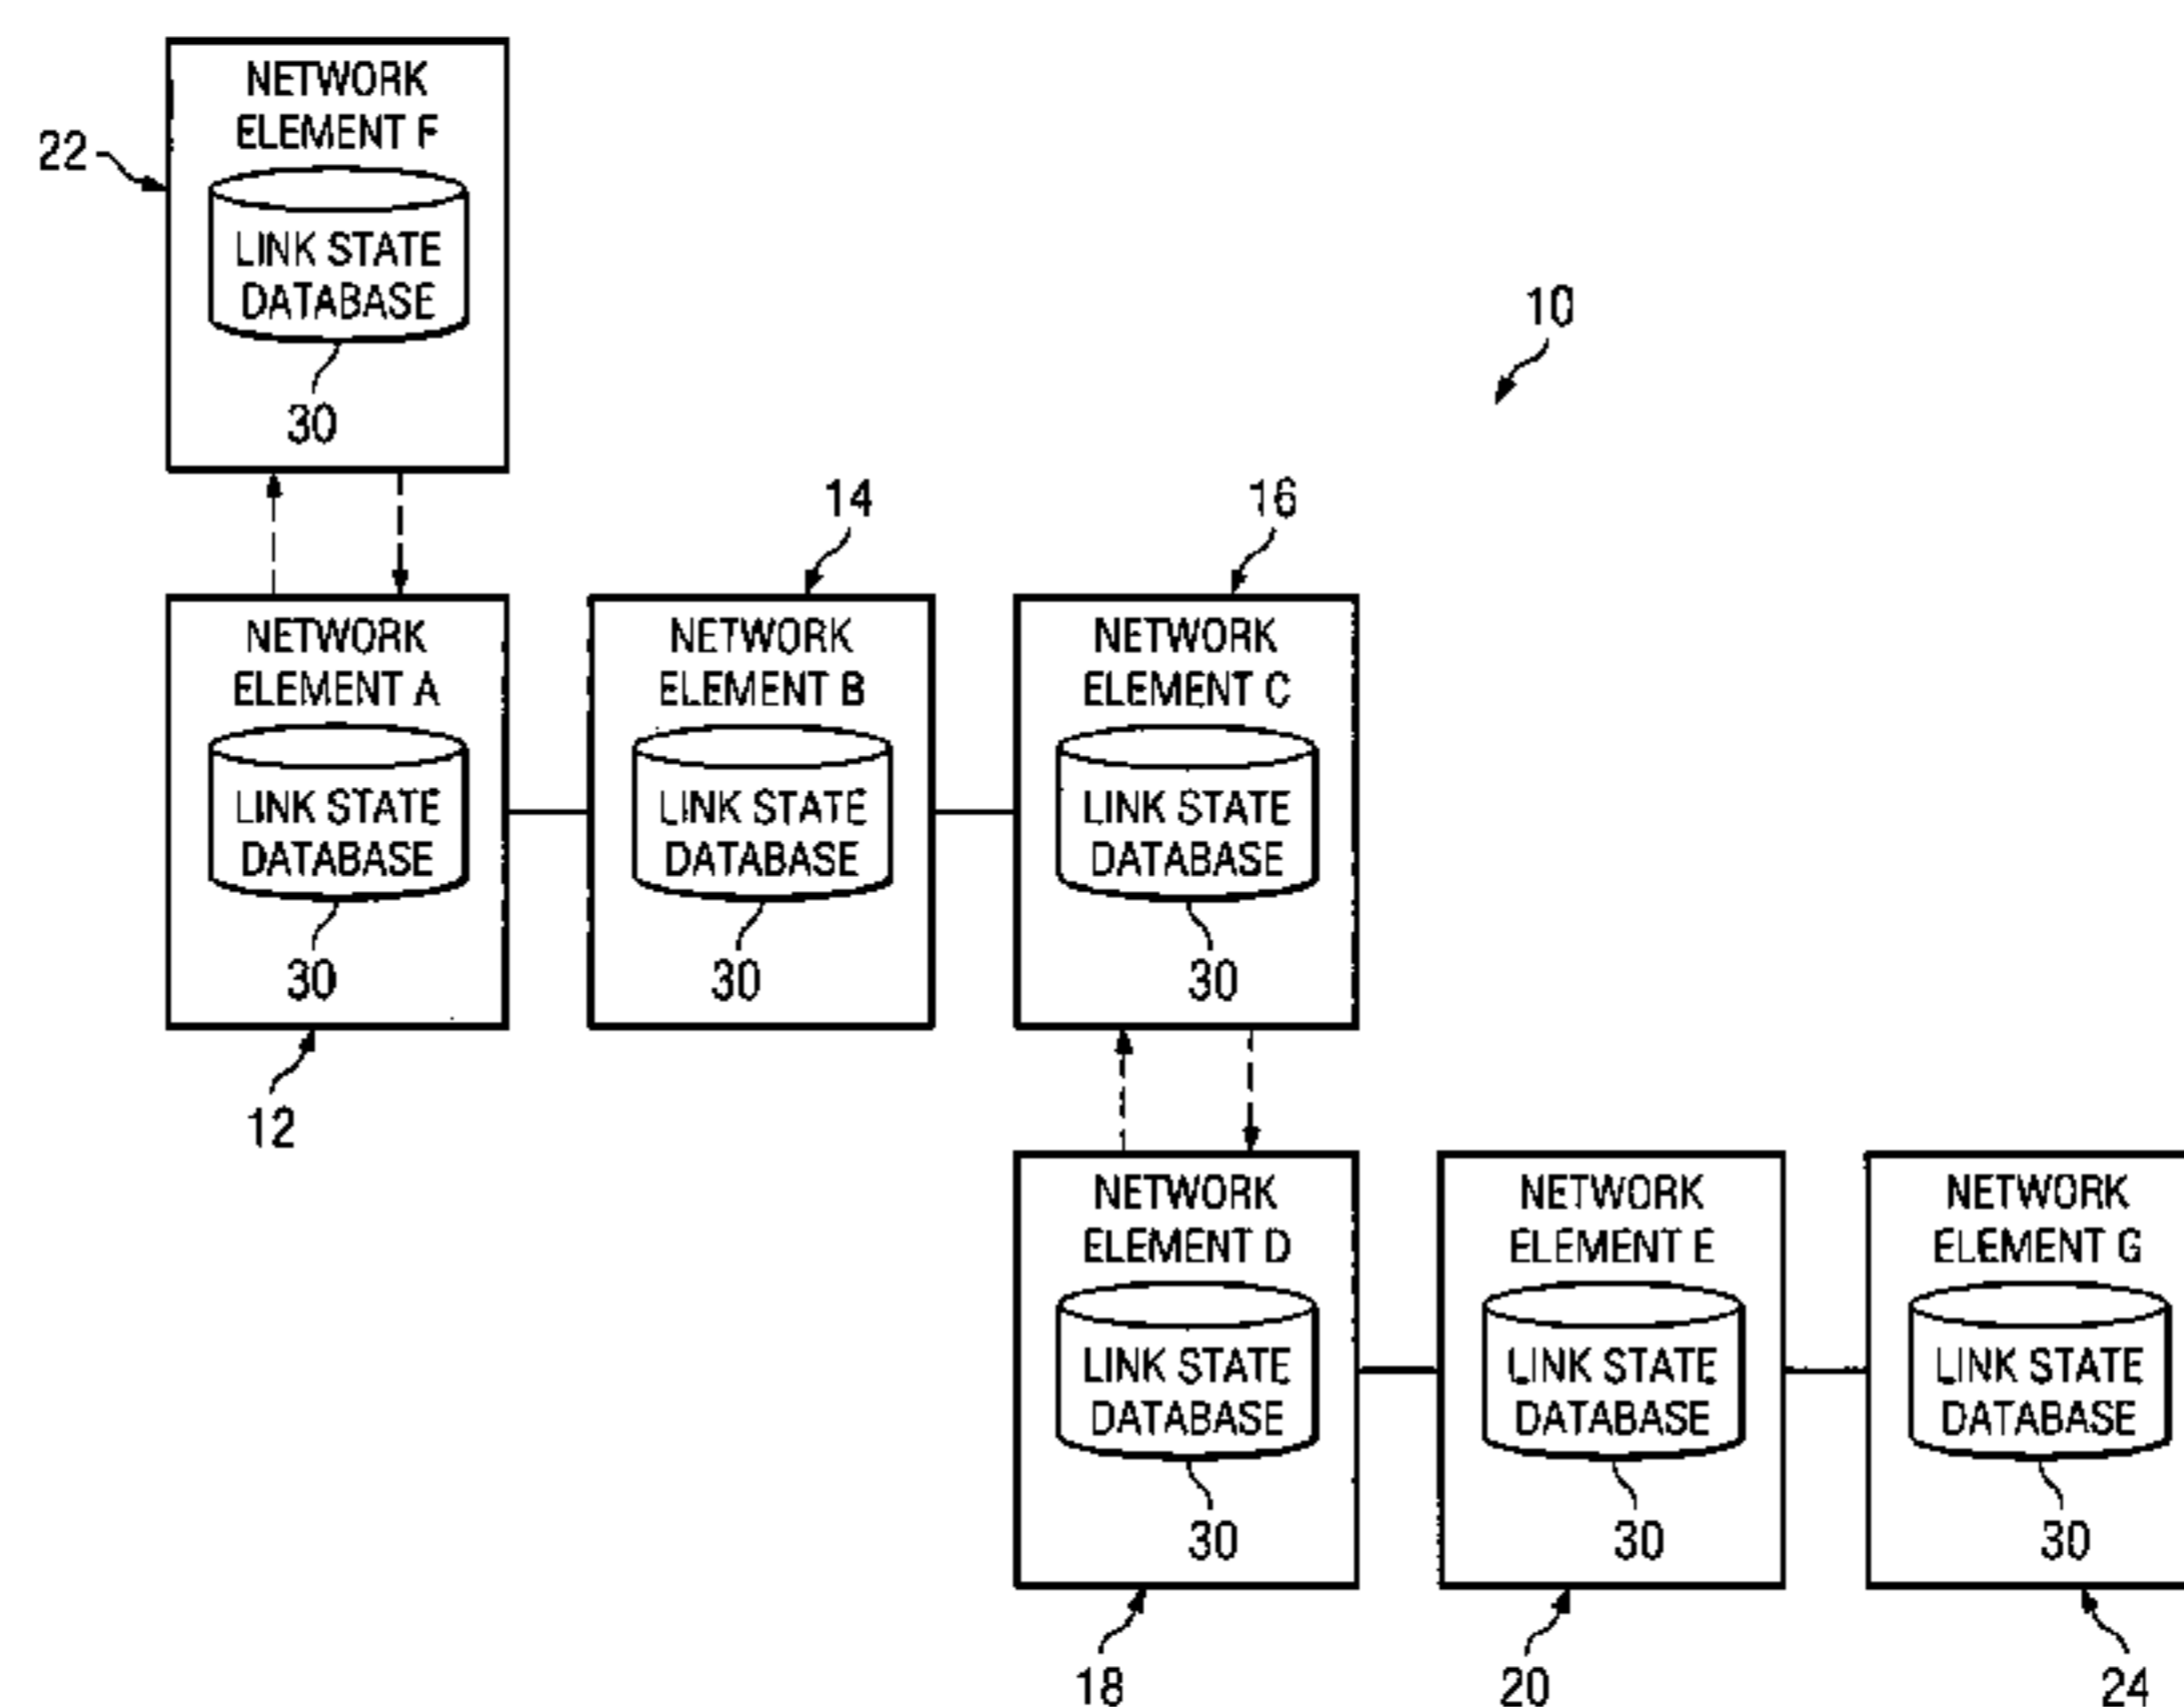 NETWORK
ELEMENT F
22
LINK STATE
DATABASE
30
10
14
16
NETWORK
ELEMENT A
LINK STATE
DATABASE
30
12
NETWORK
ELEMENT B
LINK STATE
DATABASE
30
NETWORK
ELEMENT C
LINK STATE
DATABASE
30
NETWORK
ELEMENT D
LINK STATE
DATABASE
30
18
NETWORK
ELEMENT E
LINK STATE
DATABASE
30
20
NETWORK
ELEMENT G
LINK STATE
DATABASE
30
24